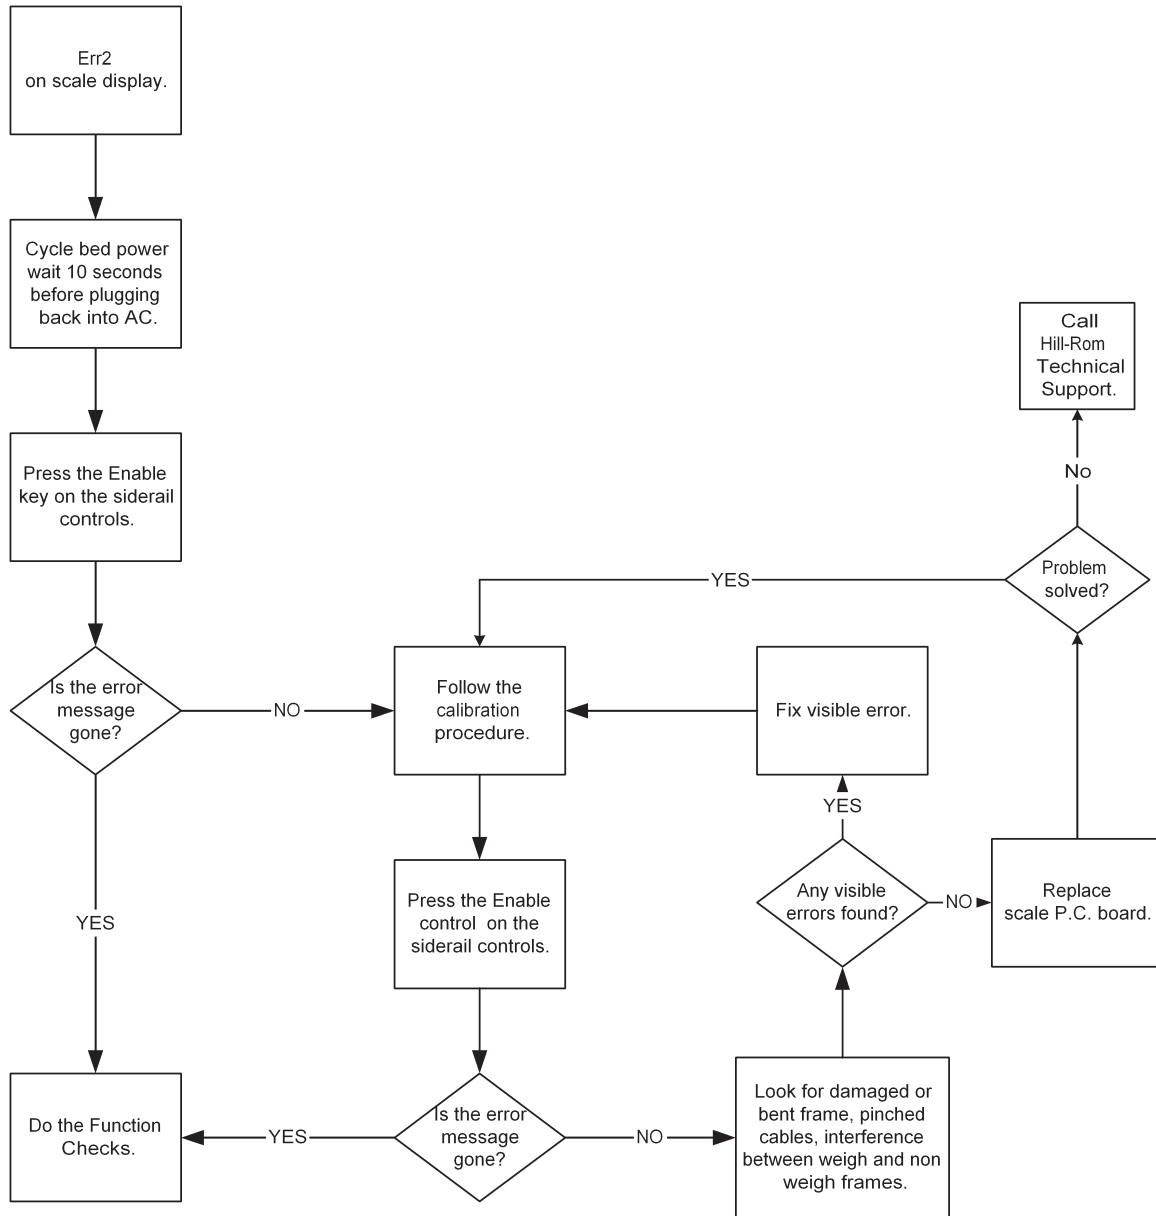 Err2
on scale display.
Cycle bed power
wait 10 seconds
before plugging
back into AC.
Press the Enable
key on the siderail
controls.
Is the error
message
gone?
NO
YES
Do the Function
Checks.
Follow the
calibration
procedure.
Press the Enable
control on the
siderail controls.
Is the error
message
gone?
YES
NO
Look for damaged or
bent frame, pinched
cables, interference
between weigh and non
weigh frames.
Any visible
errors found?
YES
Fix visible error.
NO
Replace
scale P.C. board.
Problem
solved?
YES
No
Call
Hill-Rom
Technical
Support.